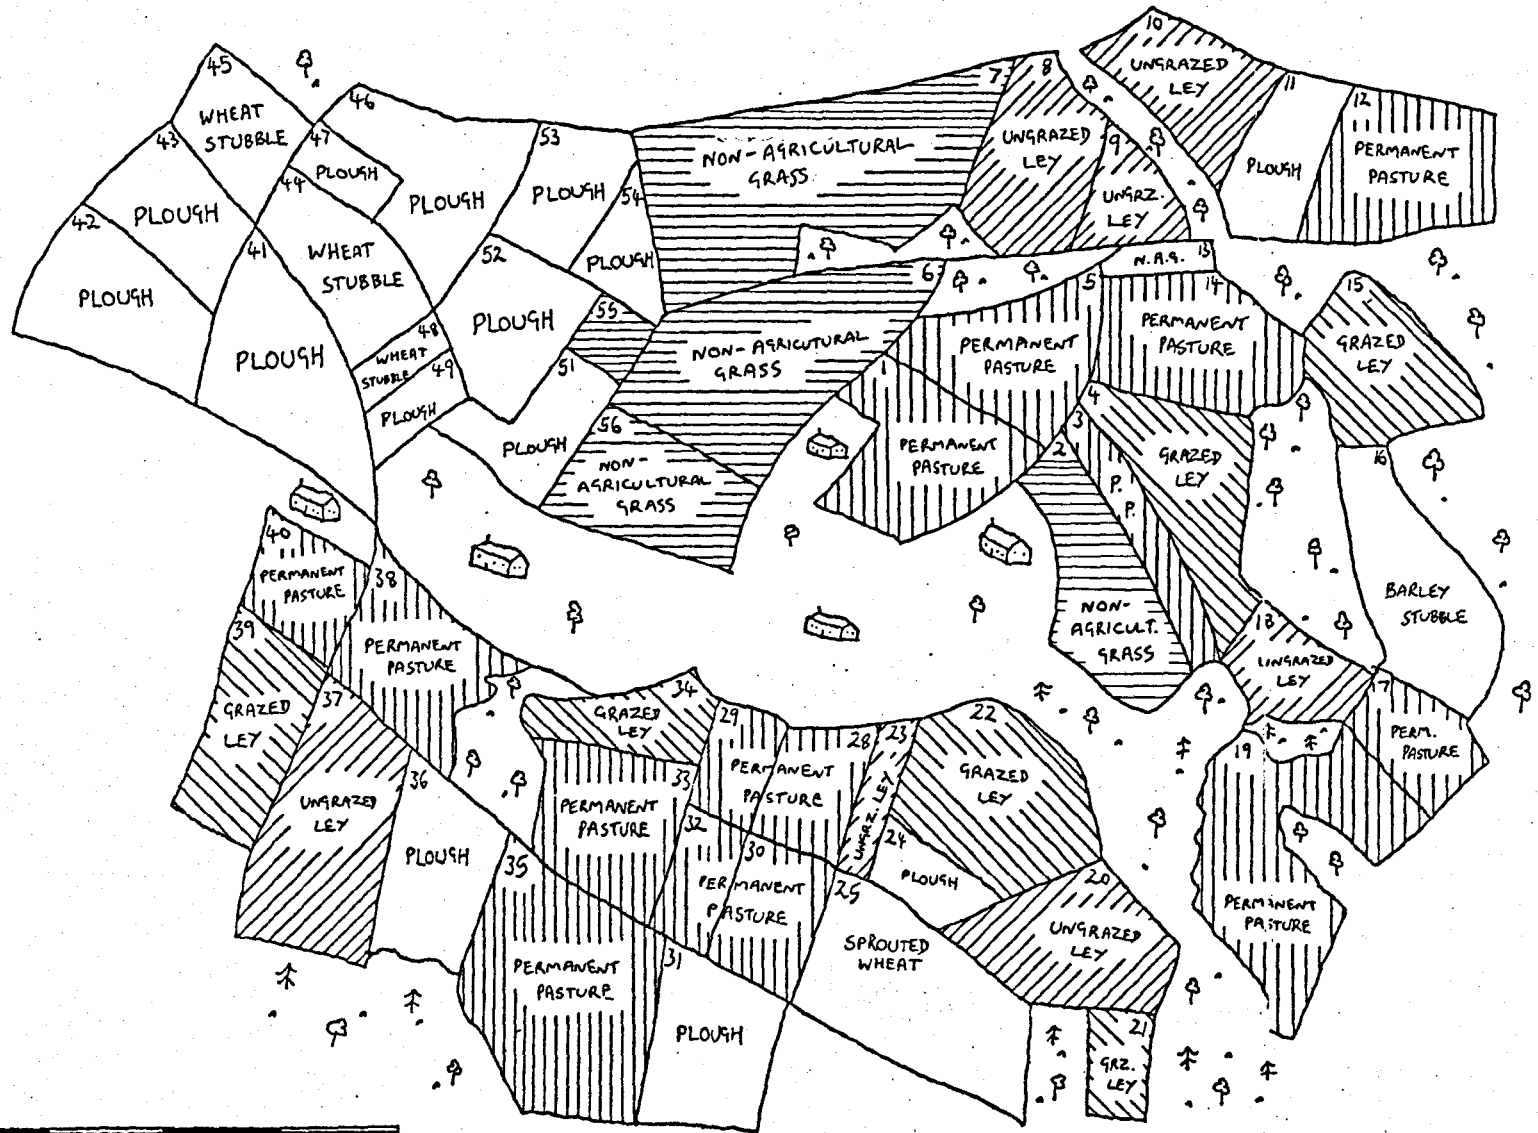 10
UNGRAZED
LEY
11
PLOUGH
12
PERMANENT
PASTURE
45
WHEAT
STUBBLE
46
PLOUGH
47
PLOUGH
43
PLOUGH
42
PLOUGH
44
WHEAT
STUBBLE
41
PLOUGH
53
PLOUGH
54
PLOUGH
52
PLOUGH
7
NON-AGRICULTURAL
GRASS
8
UNGRAZED
LEY
9
UNGRZ.
LEY
13
N.A.G.
6
NON-AGRICUTURAL
GRASS
55
48
WHEAT
STUBBLE
49
PLOUGH
51
PLOUGH
56
NON-
AGRICULTURAL
GRASS
5
PERMANENT
PASTURE
14
PERMANENT
PASTURE
15
GRAZED
LEY
1
PERMANENT
PASTURE
4
GRAZED
LEY
3
P.
P.
2
NON-
AGRICULT.
GRASS
16
BARLEY
STUBBLE
18
UNGRAZED
LEY
17
PERM.
PASTURE
19
PERMINENT
PASTURE
40
PERMANENT
PASTURE
38
PERMANENT
PASTURE
39
GRAZED
LEY
37
UNGRAZED
LEY
36
PLOUGH
34
GRAZED
LEY
33
PERMANENT
PASTURE
29
28
PERMANENT
PASTURE
23
UNGRZ. LEY
22
GRAZED
LEY
24
PLOUGH
32
30
PERMANENT
PASTURE
35
PERMANENT
PASTURE
31
PLOUGH
25
SPROUTED
WHEAT
20
UNGRAZED
LEY
21
GRZ.
LEY